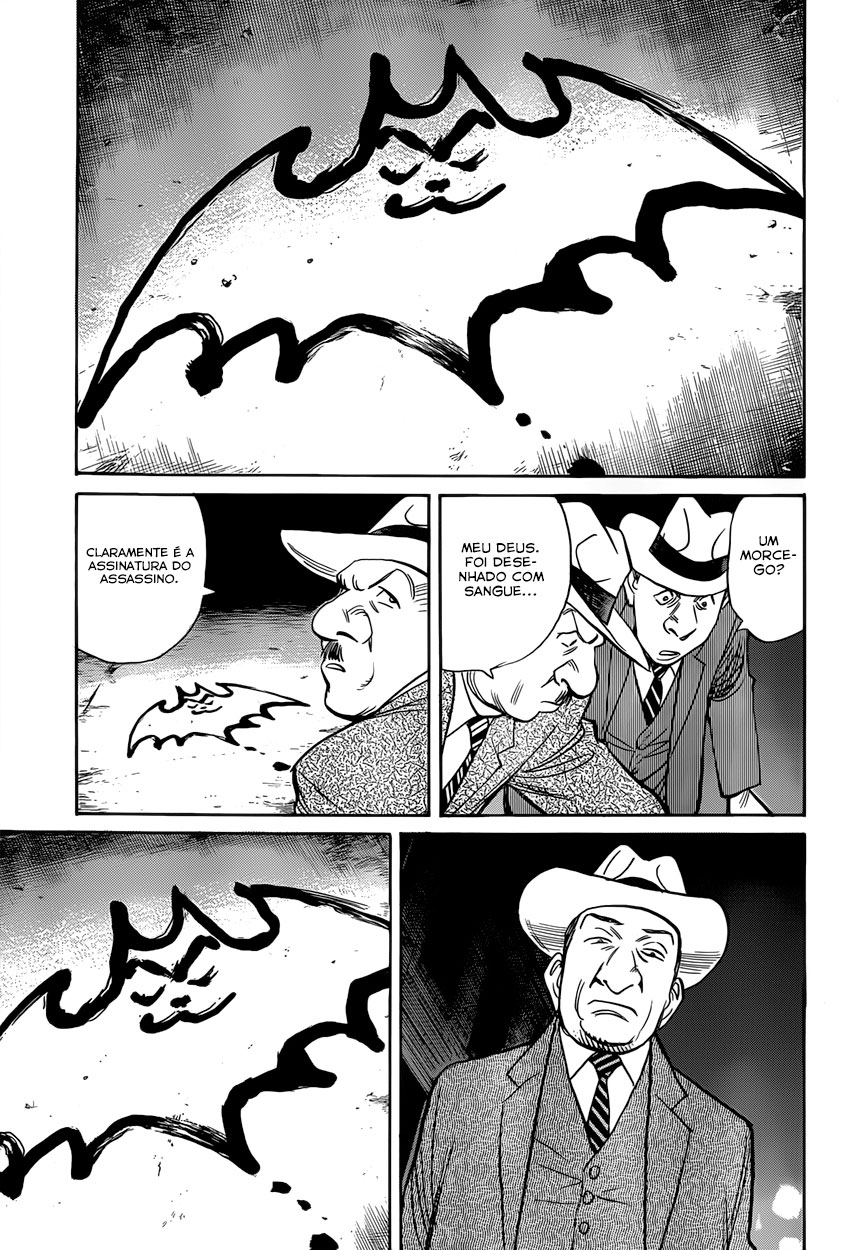 UM
MORCE-
GO?
MEU DEUS.
FOI DESE-
NHADO COM
SANGUE...
CLARAMENTE É A
ASSINATURA DO
ASSASSINO.